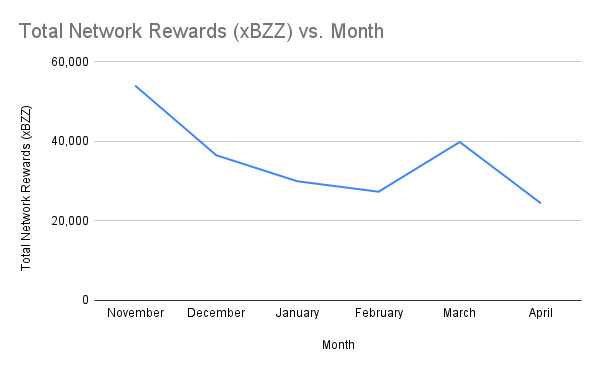 Total Network Rewards (xBZZ) vs. Month
Total Network Rewards (xBZZ)
60,000
40,000
20,000
0
November December January February March April
Month